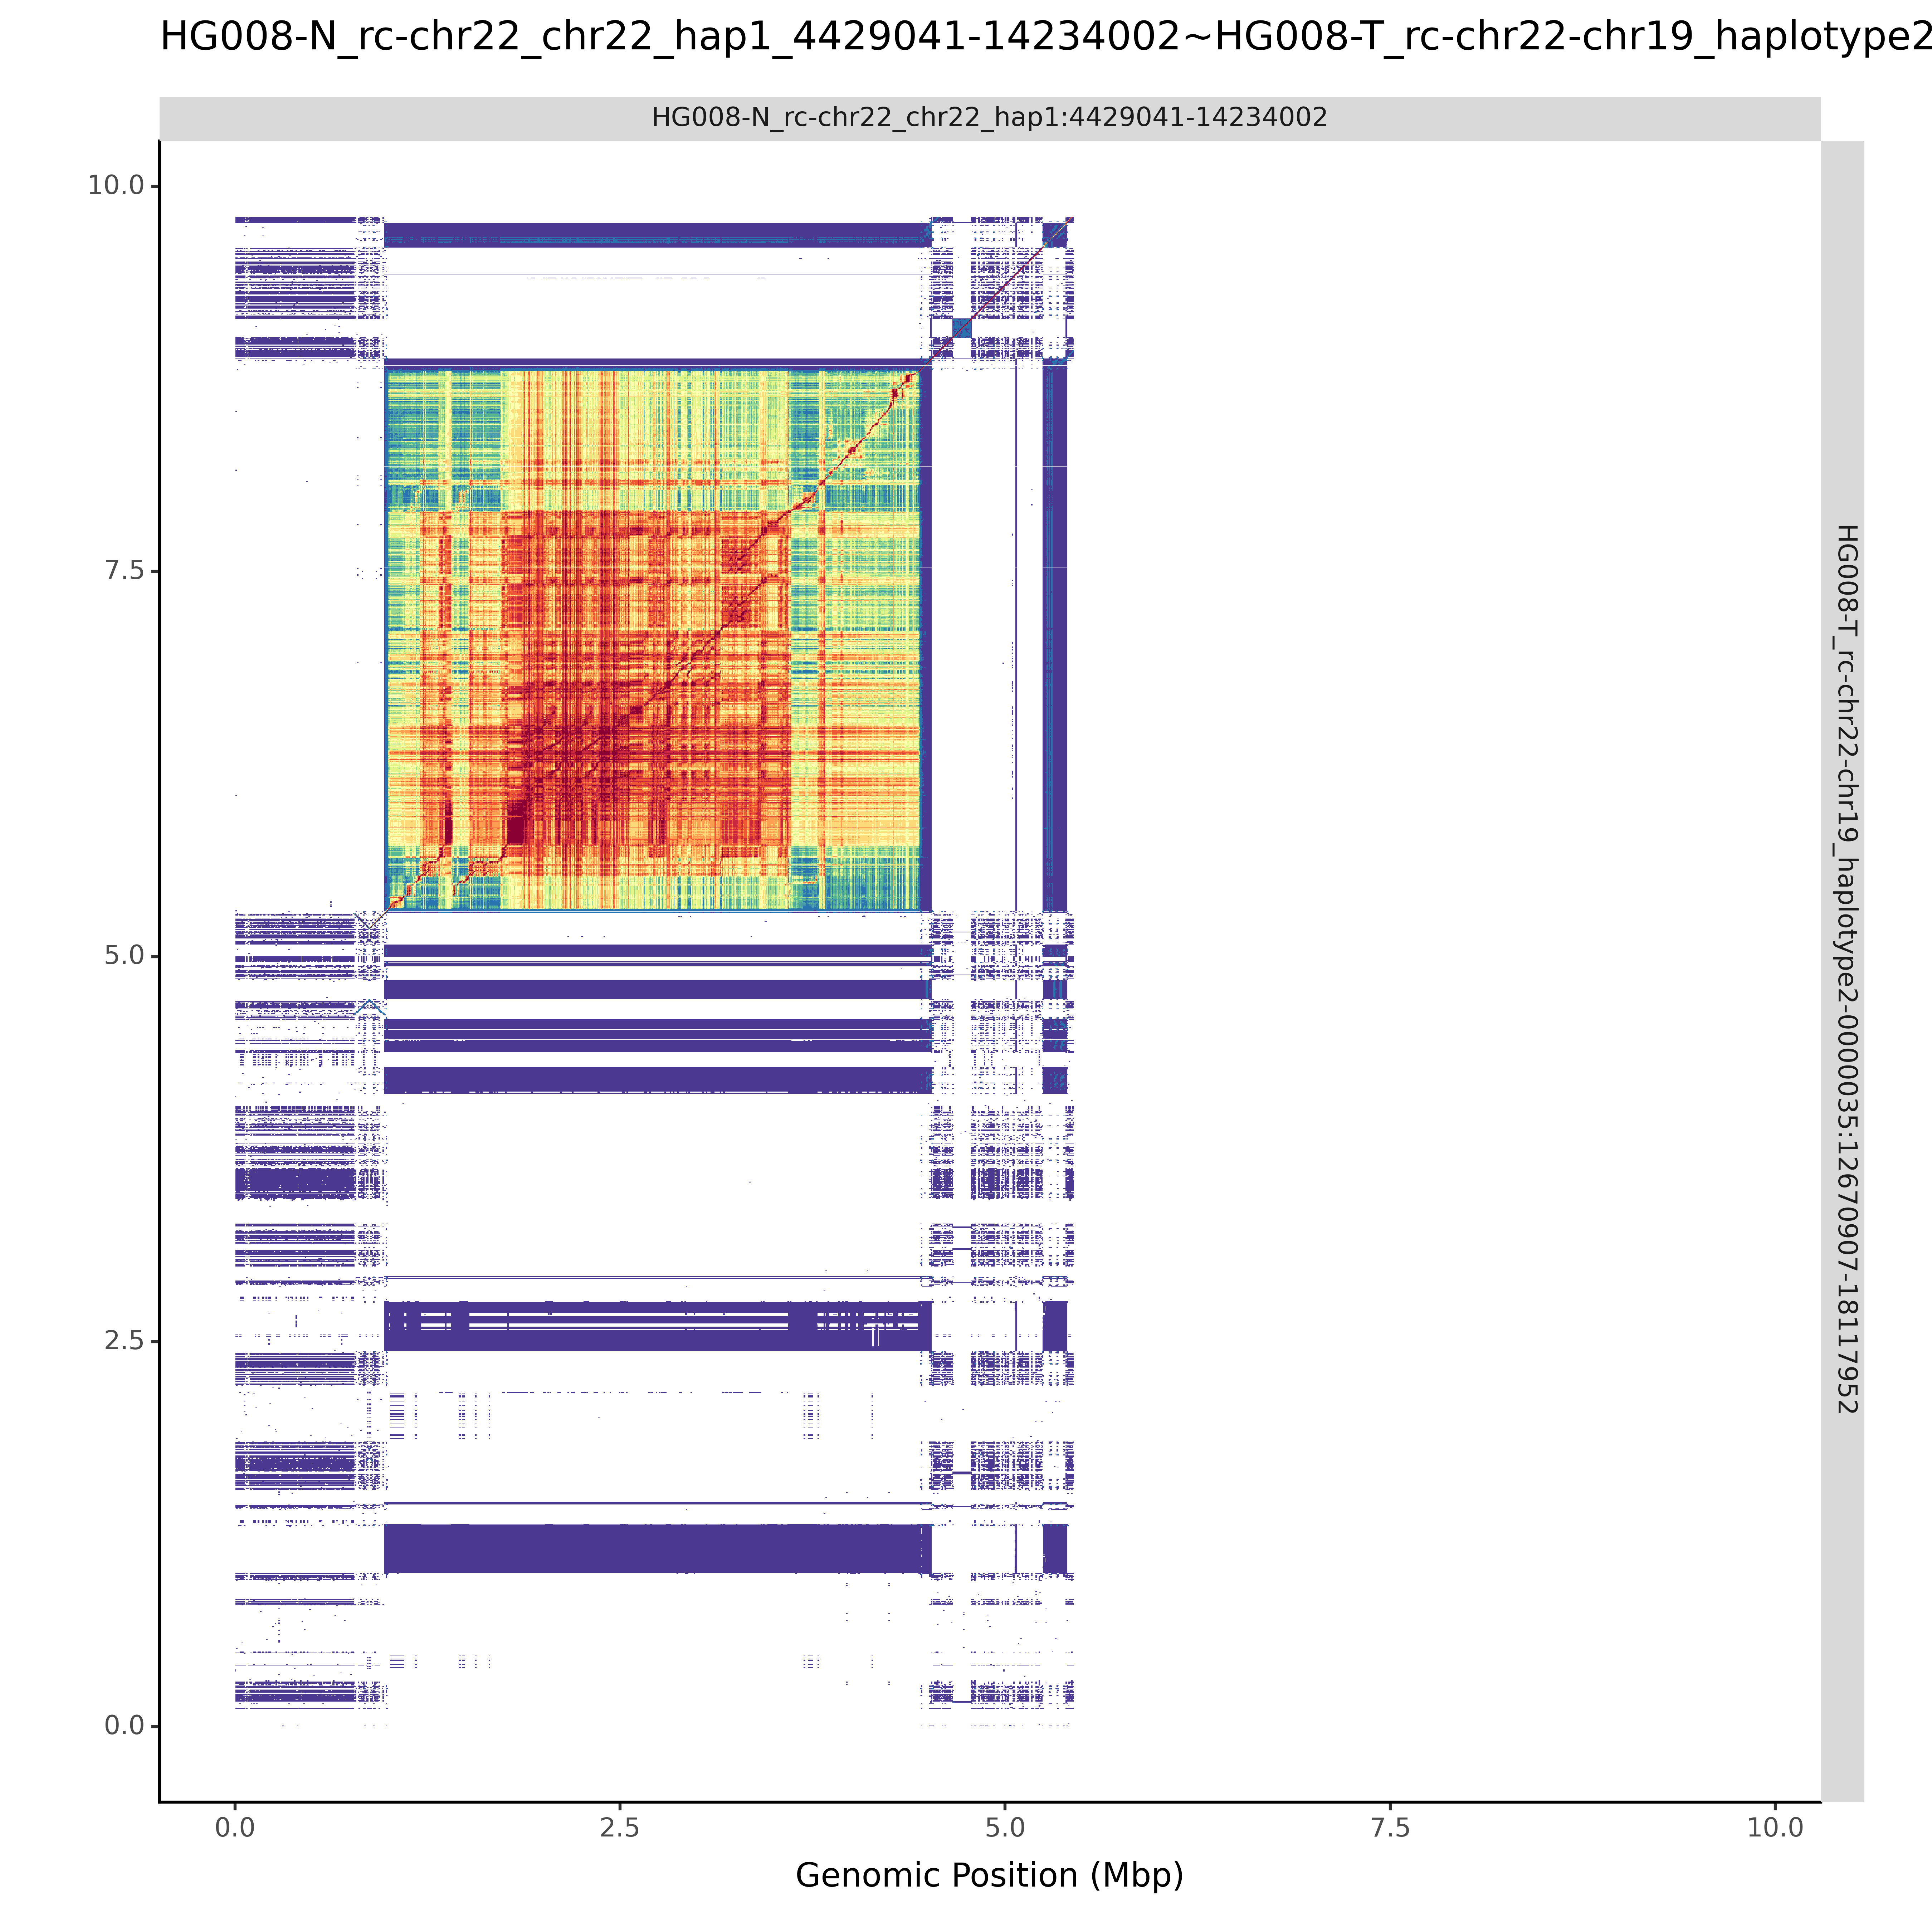 HG008-N_rc-chr22_chr22_hap1_4429041-14234002~HG008-T_rc-chr22-chr19_haplotype2
HG008-N_rc-chr22_chr22_hap1:4429041-14234002
10.0
7.5
5.0
2.5
0.0
HG008-T_rc-chr22-chr19_haplotype2-0000035:12670907-18117952
0.0 2.5 5.0 7.5 10.0
Genomic Position (Mbp)